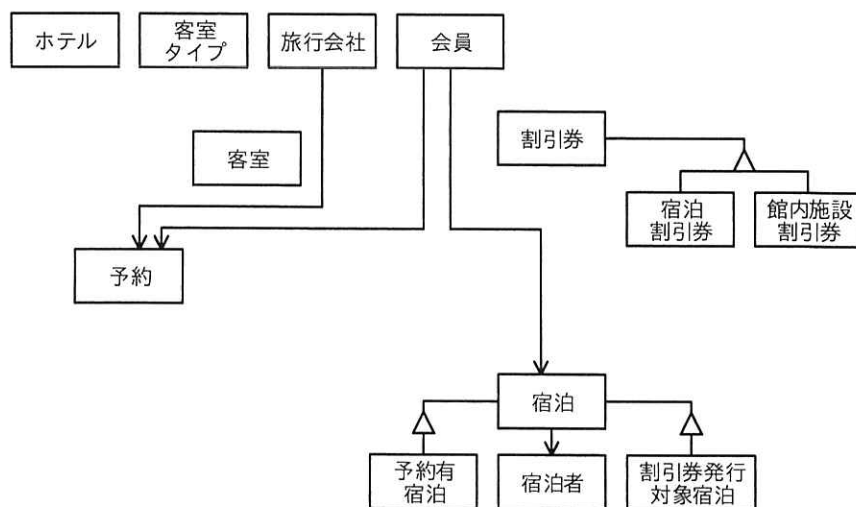 ホテル
客室
タイプ
旅行会社
会員
割引券
客室
宿泊
割引券
館内施設
割引券
予約
宿泊
予約有
宿泊
宿泊者
割引券発行
対象宿泊